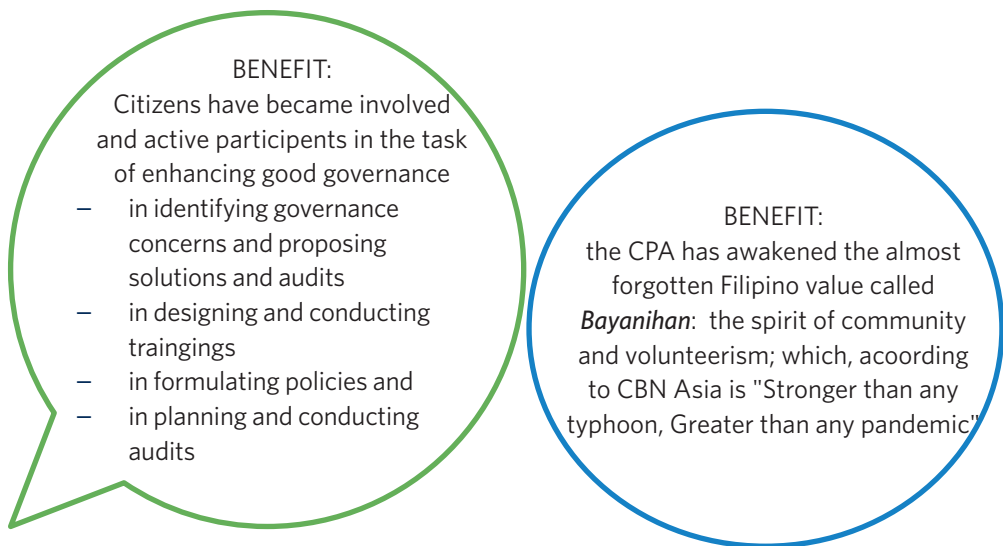 BENEFIT:
Citizens have became involved
and active participents in the task
of enhancing good governance
– in identifying governance
concerns and proposing
solutions and audits
– in designing and conducting
traingings
– in formulating policies and
– in planning and conducting
audits
BENEFIT:
the CPA has awakened the almost
forgotten Filipino value called
Bayanihan: the spirit of community
and volunteerism; which, acoording
to CBN Asia is "Stronger than any
typhoon, Greater than any pandemic"